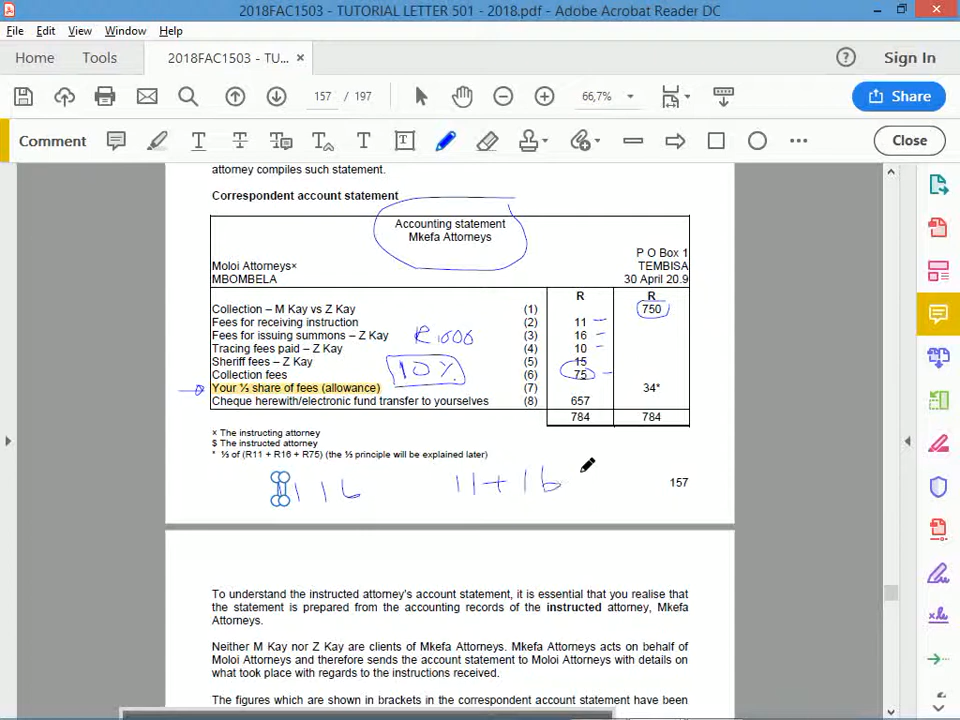 2018FAC1503 - TUTORIAL LETTER 501 - 2018.pdf - Adobe Acrobat Reader DC
File Edit View Window Help
Home Tools 2018FAC1503 - TU... × ? Sign In
157 / 197 66,7% Share
Comment Close
attorney compiles such statement.
Correspondent account statement
Accounting statement
Mkefa Attorneys
P O Box 1
Moloi Attorneys× TEMBISA
MBOMBELA 30 April 20.9
R R
Collection – M Kay vs Z Kay (1) 750
Fees for receiving instruction (2) 11
Fees for issuing summons – Z Kay (3) 16
R1000
Tracing fees paid – Z Kay (4) 10
Sheriff fees – Z Kay (5) 15
10%
Collection fees (6) 75
Your ⅓ share of fees (allowance) (7) 34*
Cheque herewith/electronic fund transfer to yourselves (8) 657
784 784
× The instructing attorney
$ The instructed attorney
* ⅓ of (R11 + R16 + R75) (the ⅓ principle will be explained later)
11 + 16
157
To understand the instructed attorney's account statement, it is essential that you realise that
the statement is prepared from the accounting records of the instructed attorney, Mkefa
Attorneys.
Neither M Kay nor Z Kay are clients of Mkefa Attorneys. Mkefa Attorneys acts on behalf of
Moloi Attorneys and therefore sends the account statement to Moloi Attorneys with details on
what took place with regards to the instructions received.
The figures which are shown in brackets in the correspondent account statement have been